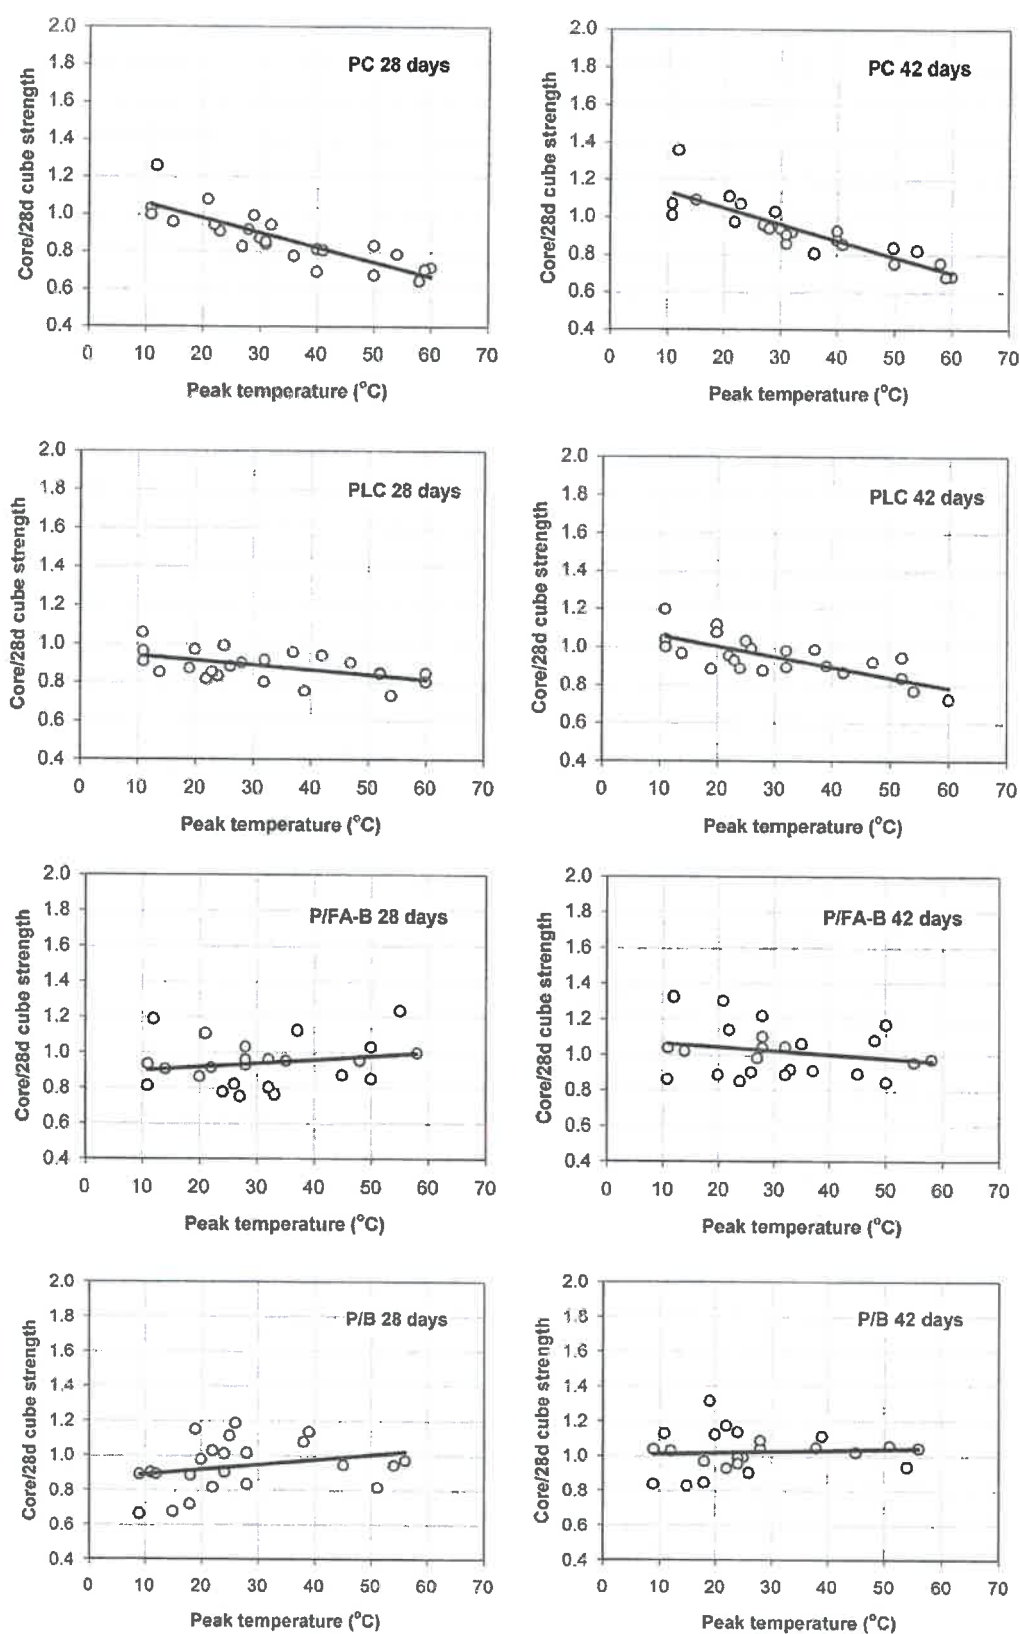 2.0
1.8
1.6
1.4
1.2
1.0
0.8
0.6
0.4
Core/28d cube strength
PC 28 days
0 10 20 30 40 50 60 70
Peak temperature (°C)
2.0
1.8
1.6
1.4
1.2
1.0
0.8
0.6
0.4
Core/28d cube strength
PC 42 days
0 10 20 30 40 50 60 70
Peak temperature (°C)
2.0
1.8
1.6
1.4
1.2
1.0
0.8
0.6
0.4
Core/28d cube strength
PLC 28 days
0 10 20 30 40 50 60 70
Peak temperature (°C)
2.0
1.8
1.6
1.4
1.2
1.0
0.8
0.6
0.4
Core/28d cube strength
PLC 42 days
0 10 20 30 40 50 60 70
Peak temperature (°C)
2.0
1.8
1.6
1.4
1.2
1.0
0.8
0.6
0.4
Core/28d cube strength
P/FA-B 28 days
0 10 20 30 40 50 60 70
Peak temperature (°C)
2.0
1.8
1.6
1.4
1.2
1.0
0.8
0.6
0.4
Core/28d cube strength
P/FA-B 42 days
0 10 20 30 40 50 60 70
Peak temperature (°C)
2.0
1.8
1.6
1.4
1.2
1.0
0.8
0.6
0.4
Core/28d cube strength
P/B 28 days
0 10 20 30 40 50 60 70
Peak temperature (°C)
2.0
1.8
1.6
1.4
1.2
1.0
0.8
0.6
0.4
Core/28d cube strength
P/B 42 days
0 10 20 30 40 50 60 70
Peak temperature (°C)